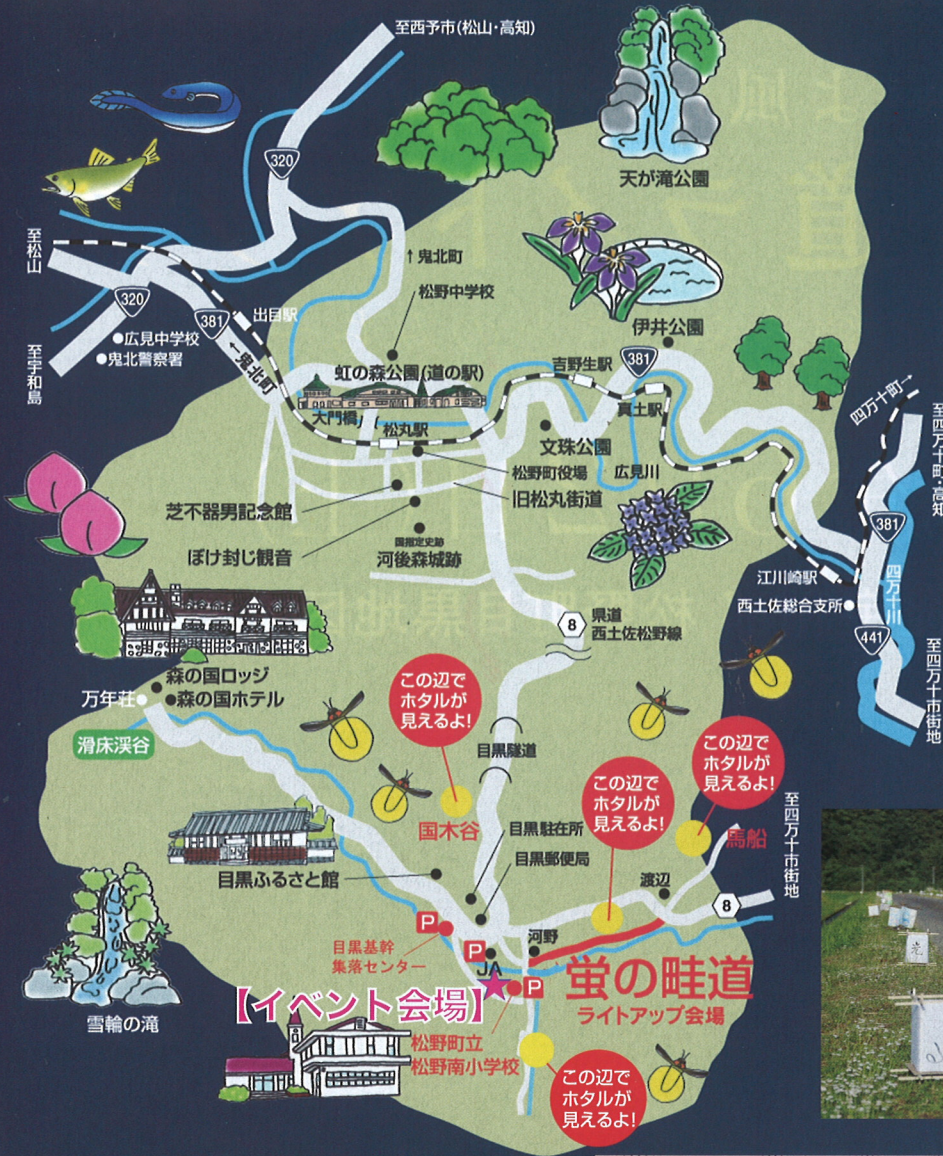 至西予市(松山・高知)
320
天が滝公園
至松山
↑鬼北町
松野中学校
320
381
出目駅
広見中学校
鬼北警察署
←鬼北町
至宇和島
伊井公園
吉野生駅
381
虹の森公園(道の駅)
大門橋
松丸駅
真土駅
四万十町→
至四万十町・高知
文珠公園
松野町役場
広見川
旧松丸街道
芝不器男記念館
ぽけ封じ観音
国指定史跡
河後森城跡
381
江川崎駅
西土佐総合支所
四万十川
441
至四万十市街地
8
県道
西土佐松野線
森の国ロッジ
万年荘
森の国ホテル
滑床渓谷
この辺で
ホタルが
見えるよ!
目黒隧道
この辺で
ホタルが
見えるよ!
この辺で
ホタルが
見えるよ!
国木谷
目黒駐在所
目黒郵便局
馬船
至四万十市街地
目黒ふるさと館
渡辺
8
P
目黒基幹
集落センター
P
JA
河野
P
蛍の畦道
ライトアップ会場
【イベント会場】
雪輪の滝
松野町立
松野南小学校
この辺で
ホタルが
見えるよ!
光